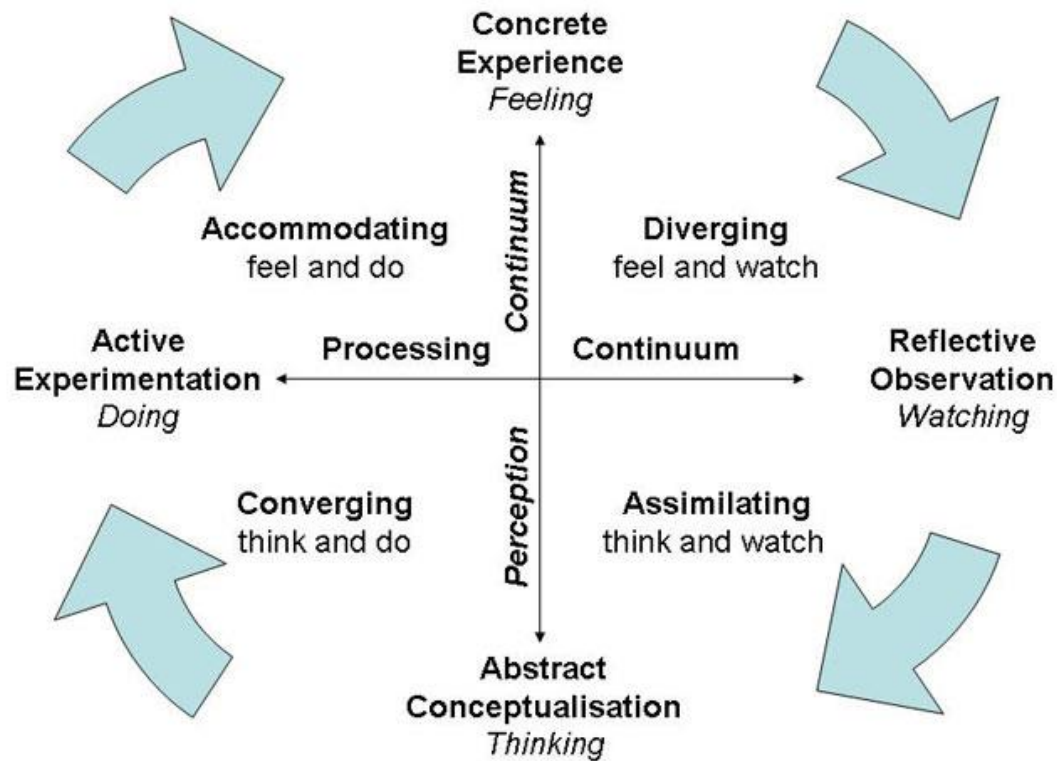 Concrete
Experience
Feeling
Continuum
Accommodating
feel and do
Diverging
feel and watch
Active
Experimentation
Doing
Processing
Continuum
Reflective
Observation
Watching
Perception
Converging
think and do
Assimilating
think and watch
Abstract
Conceptualisation
Thinking